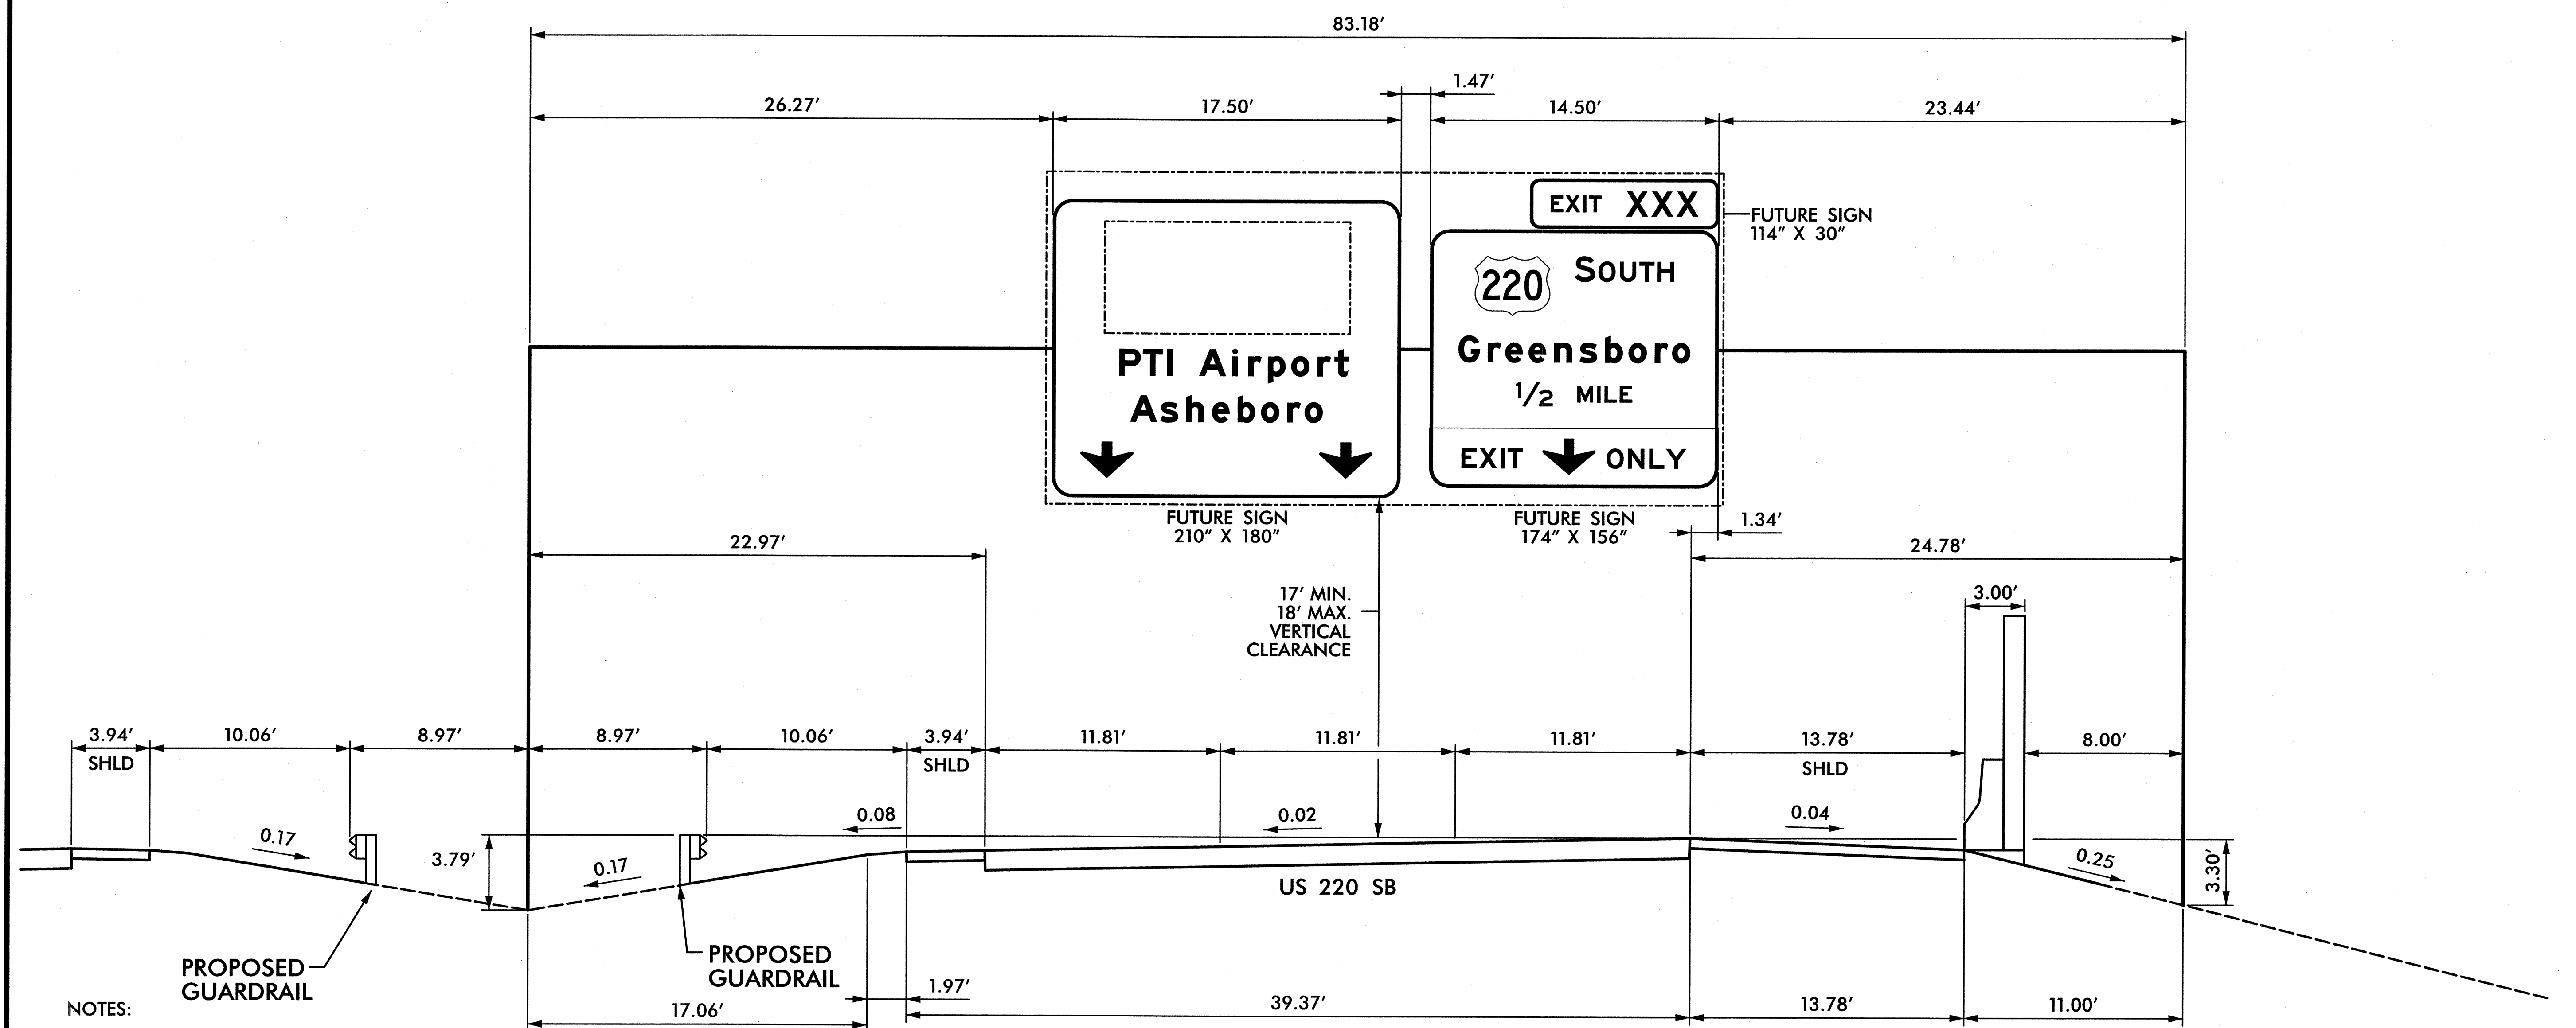 83.18′
1.47′
26.27′
17.50′
14.50′
23.44′
EXIT XXX
FUTURE SIGN
114″ X 30″
220 SOUTH
Greensboro
1/2 MILE
EXIT ONLY
PTI Airport
Asheboro
FUTURE SIGN
210″ X 180″
FUTURE SIGN
174″ X 156″
1.34′
22.97′
24.78′
17′ MIN.
18′ MAX.
VERTICAL
CLEARANCE
3.00′
3.94′
SHLD
10.06′
8.97′
8.97′
10.06′
3.94′
SHLD
11.81′
11.81′
11.81′
13.78′
SHLD
8.00′
0.17
3.79′
0.17
0.08
0.02
0.04
0.25
3.30′
US 220 SB
PROPOSED
GUARDRAIL
PROPOSED
GUARDRAIL
NOTES:
17.06′
1.97′
39.37′
13.78′
11.00′